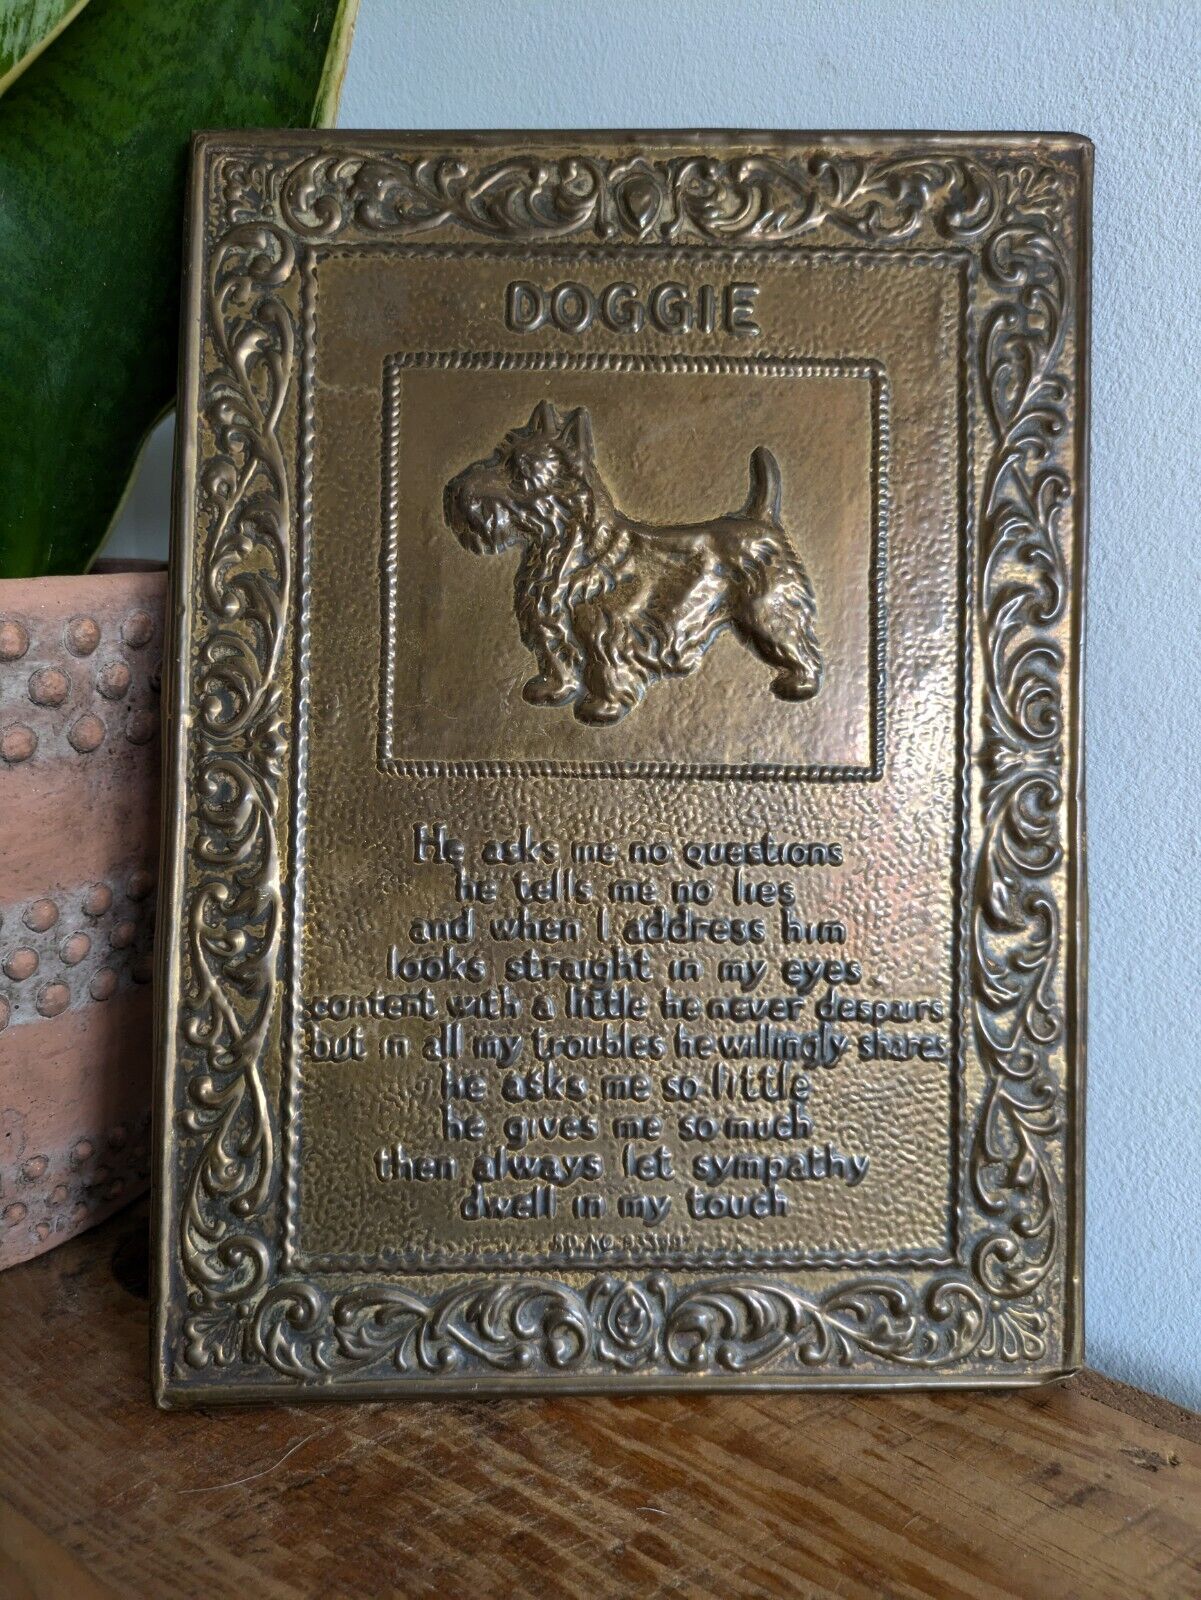 DOGGIE
He asks me no questions
he tells me no lies
and when I address him
looks straight in my eyes
content with a little he never despairs
but in all my troubles he willingly shares
he asks me so little
he gives me so much
then always let sympathy
dwell in my touch
RD. NO.